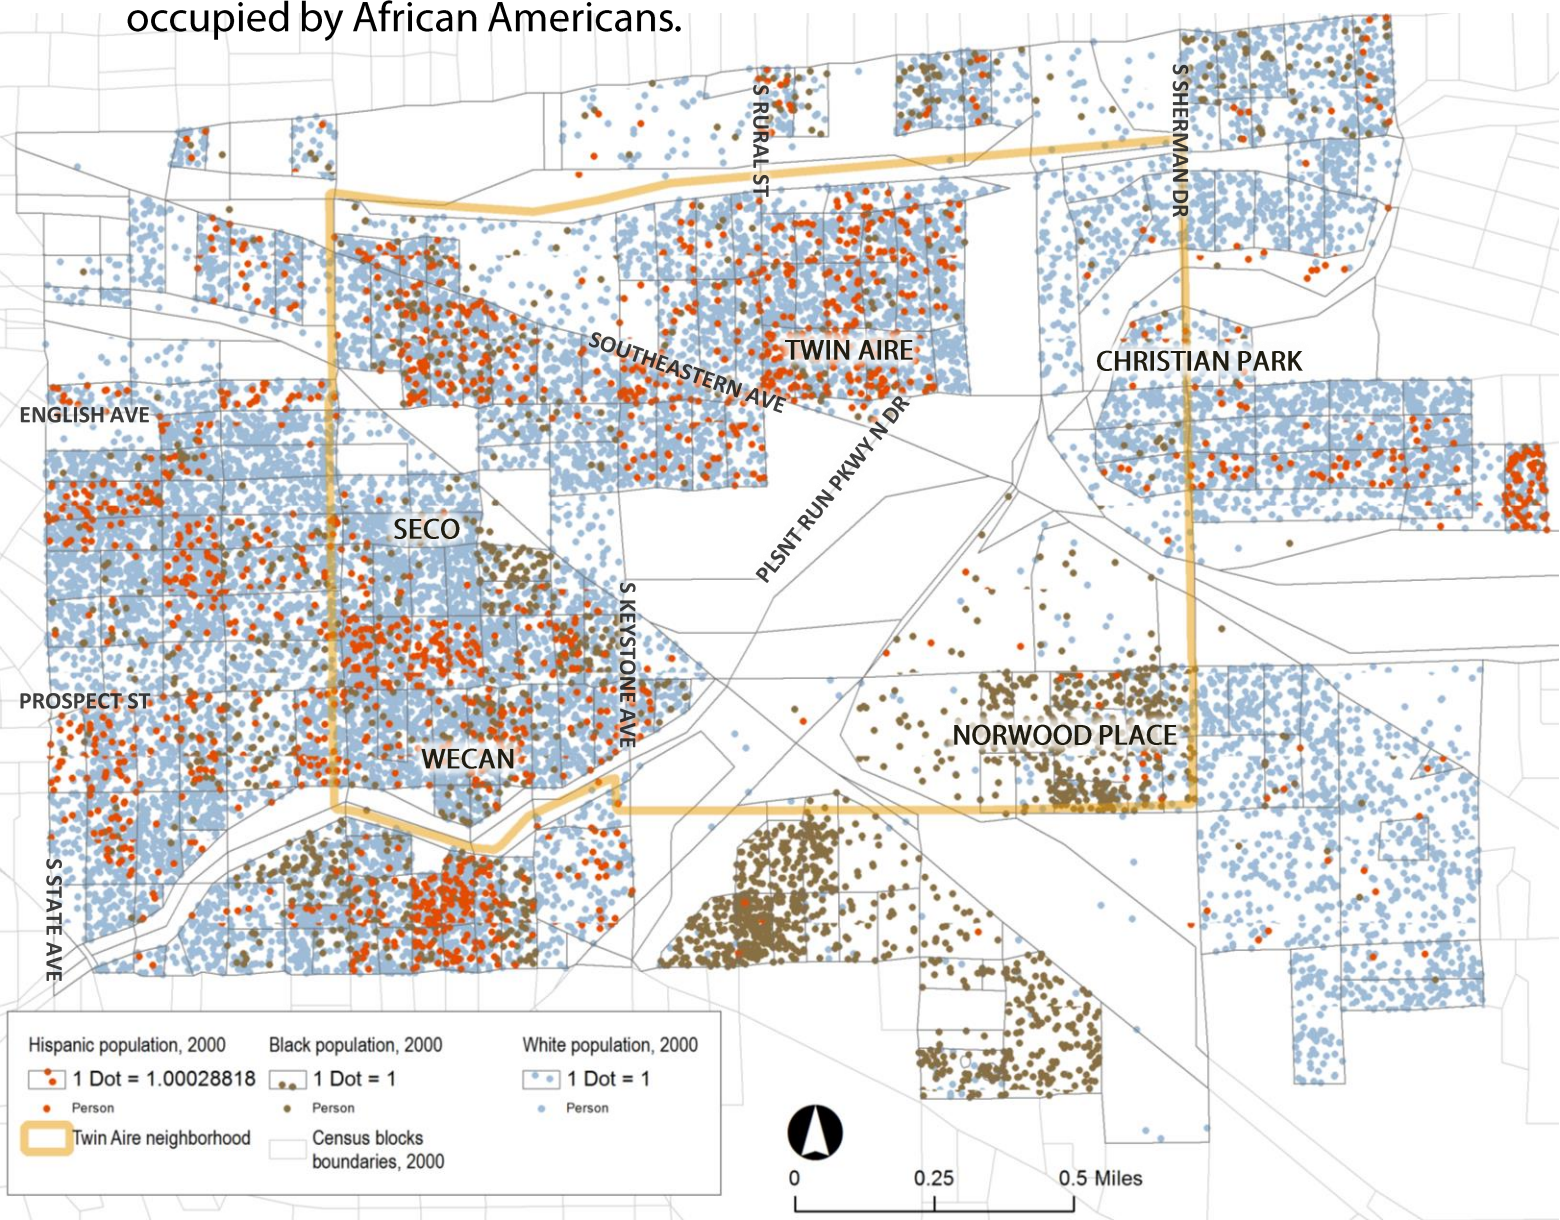 occupied by African Americans.
S RURAL ST
S SHERMAN DR
SOUTHEASTERN AVE
TWIN AIRE
CHRISTIAN PARK
ENGLISH AVE
PLSNT RUN PKWY N DR
SECO
S KEYSTONE AVE
PROSPECT ST
NORWOOD PLACE
WECAN
S STATE AVE
Hispanic population, 2000
Black population, 2000
White population, 2000
1 Dot = 1.00028818
1 Dot = 1
1 Dot = 1
Person
Person
Person
Twin Aire neighborhood
Census blocks
boundaries, 2000
0
0.25
0.5 Miles